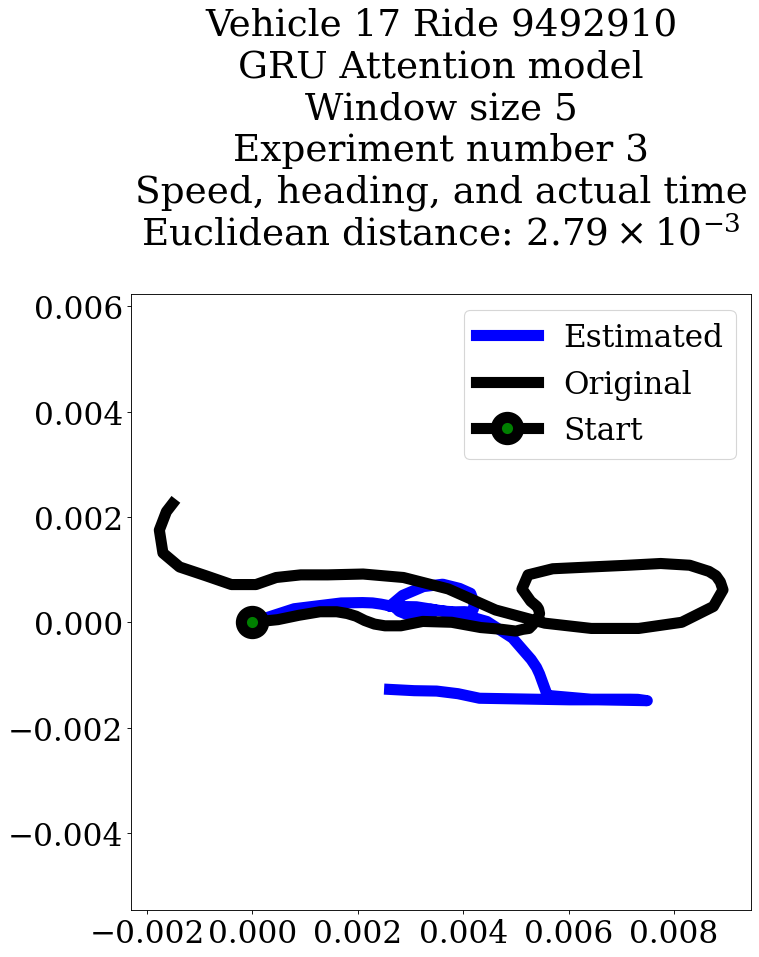 Vehicle 17 Ride 9492910
GRU Attention model
Window size 5
Experiment number 3
Speed, heading, and actual time
Euclidean distance: 2.79 × 10⁻³
0.006
0.004
0.002
0.000
−0.002
−0.004
Estimated
Original
Start
−0.002 0.000 0.002 0.004 0.006 0.008